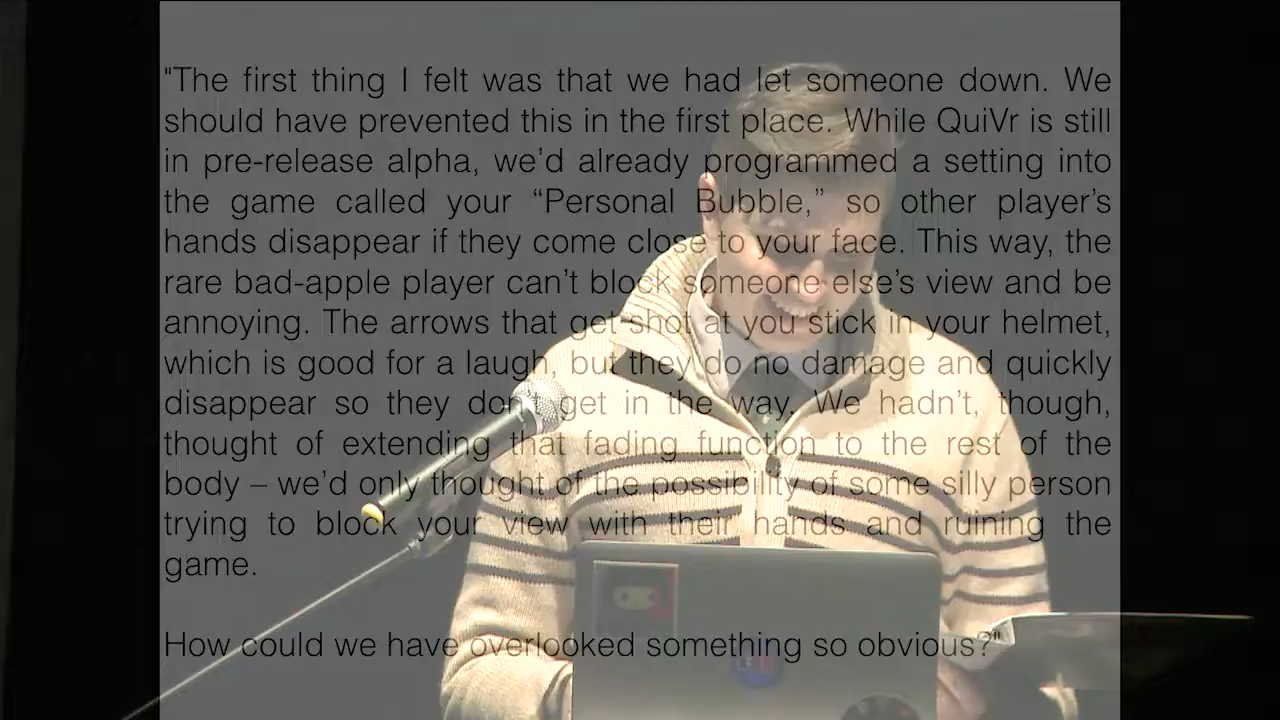 "The first thing I felt was that we had let someone down. We
should have prevented this in the first place. While QuiVr is still
in pre-release alpha, we’d already programmed a setting into
the game called your “Personal Bubble,” so other player’s
hands disappear if they come close to your face. This way, the
rare bad-apple player can’t block someone else’s view and be
annoying. The arrows that get shot at you stick in your helmet,
which is good for a laugh, but they do no damage and quickly
disappear so they don’t get in the way. We hadn’t, though,
thought of extending that fading function to the rest of the
body – we’d only thought of the possibility of some silly person
trying to block your view with their hands and ruining the
game.
How could we have overlooked something so obvious?"